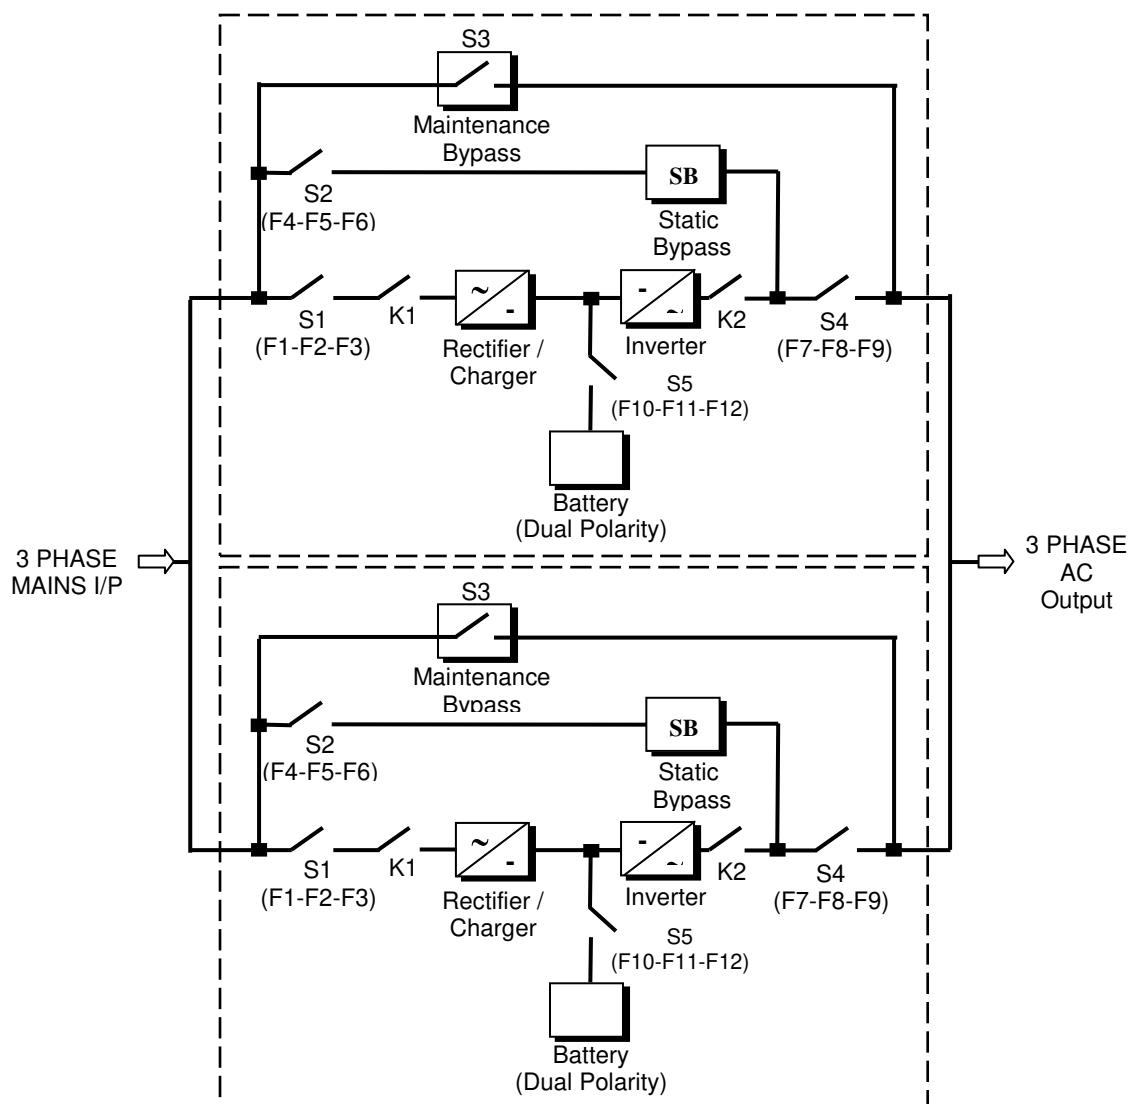 S3
Maintenance
Bypass
S2
(F4-F5-F6)
SB
Static
Bypass
S1
(F1-F2-F3)
K1
~
-
Rectifier /
Charger
-
~
Inverter
K2
S4
(F7-F8-F9)
S5
(F10-F11-F12)
Battery
(Dual Polarity)
3 PHASE
MAINS I/P
3 PHASE
AC
Output
S3
Maintenance
Bypass
S2
(F4-F5-F6)
SB
Static
Bypass
S1
(F1-F2-F3)
K1
~
-
Rectifier /
Charger
-
~
Inverter
K2
S4
(F7-F8-F9)
S5
(F10-F11-F12)
Battery
(Dual Polarity)